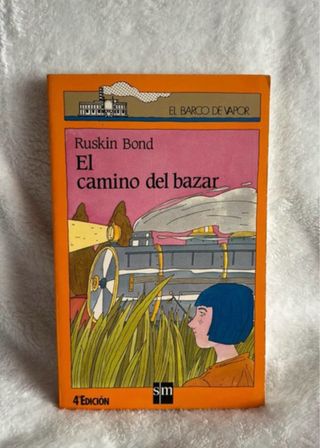 EL BARCO DE VAPOR
Ruskin Bond
El
camino del bazar
4ª EDICIÓN
sm